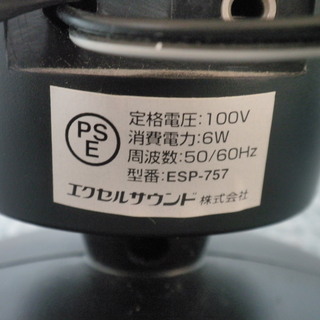 PS
E
定格電圧:100V
消費電力:6W
周波数:50/60Hz
型番:ESP-757
エクセルサウンド株式会社